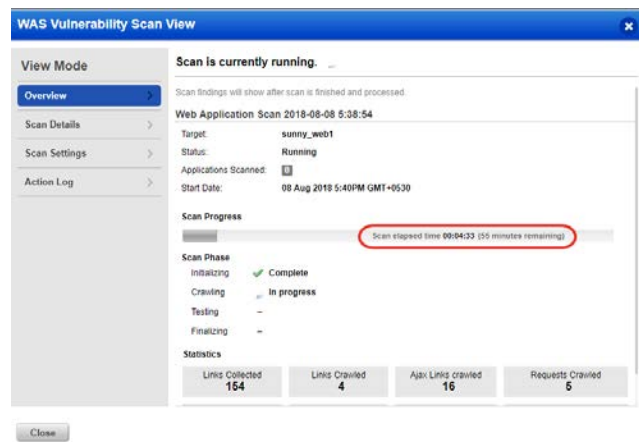 WAS Vulnerability Scan View
View Mode
Overview
Scan Details
Scan Settings
Action Log
Scan is currently running.
Scan findings will show after scan is finished and processed.
Web Application Scan 2018-08-08 5:38:54
Target: sunny_web1
Status: Running
Applications Scanned: 0
Start Date: 08 Aug 2018 5:40PM GMT+0530
Scan Progress
Scan elapsed time 00:04:33 (55 minutes remaining)
Scan Phase
Initializing Complete
Crawling In progress
Testing –
Finalizing –
Statistics
Links Collected Links Crawled Ajax Links crawled Requests Crawled
154 4 16 5
Close